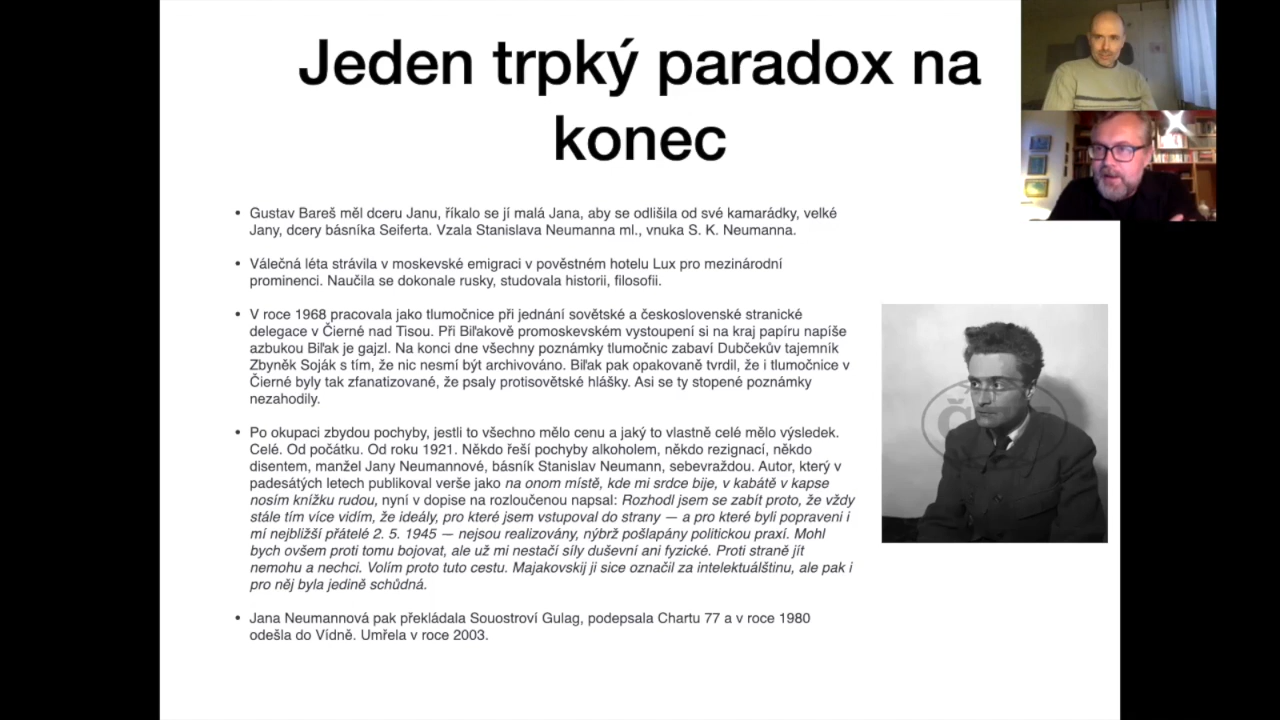 Jeden trpký paradox na
konec
• Gustav Bareš měl dceru Janu, říkalo se jí malá Jana, aby se odlišila od své kamarádky, velké
Jany, dcery básníka Seiferta. Vzala Stanislava Neumanna ml., vnuka S. K. Neumanna.
• Válečná léta strávila v moskevské emigraci v pověstném hotelu Lux pro mezinárodní
prominenci. Naučila se dokonale rusky, studovala historii, filosofii.
• V roce 1968 pracovala jako tlumočnice při jednání sovětské a československé stranické
delegace v Čierné nad Tisou. Při Biľakově promoskevském vystoupení si na kraj papíru napíše
azbukou Biľak je gajzl. Na konci dne všechny poznámky tlumočnic zabaví Dubčekův tajemník
Zbyněk Soják s tím, že nic nesmí být archivováno. Biľak pak opakovaně tvrdil, že i tlumočnice v
Čierné byly tak zfanatizované, že psaly protisovětské hlášky. Asi se ty stopené poznámky
nezahodily.
• Po okupaci zbydou pochyby, jestli to všechno mělo cenu a jaký to vlastně celé mělo výsledek.
Celé. Od počátku. Od roku 1921. Někdo řeší pochyby alkoholem, někdo rezignací, někdo
disentem, manžel Jany Neumannové, básník Stanislav Neumann, sebevraždou. Autor, který v
padesátých letech publikoval verše jako na onom místě, kde mi srdce bije, v kabátě v kapse
nosím knížku rudou, nyní v dopise na rozloučenou napsal: Rozhodl jsem se zabít proto, že vždy
stále tím více vidím, že ideály, pro které jsem vstupoval do strany — a pro které byli popraveni i
mí nejbližší přátelé 2. 5. 1945 — nejsou realizovány, nýbrž pošlapány politickou praxí. Mohl
bych ovšem proti tomu bojovat, ale už mi nestačí síly duševní ani fyzické. Proti straně jít
nemohu a nechci. Volím proto tuto cestu. Majakovskij ji sice označil za intelektuálštinu, ale pak i
pro něj byla jedině schůdná.
• Jana Neumannová pak překládala Souostroví Gulag, podepsala Chartu 77 a v roce 1980
odešla do Vídně. Umřela v roce 2003.